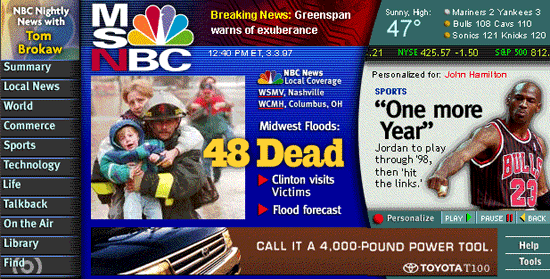 NBC Nightly
News with
Tom
Brokaw
MS
NBC
Breaking News: Greenspan
warns of exuberance
Sunny, High:
47°
Mariners 2 Yankees 3
Bulls 108 Cavs 110
Sonics 121 Knicks 120
12:40 PM ET, 3.3.97
.21 NYSE 425.57 -1.50 S&P 500 812.
Summary
Local News
World
Commerce
Sports
Technology
Life
Talkback
On the Air
Library
Find
NBC News
Local Coverage
WSMV, Nashville
WCMH, Columbus, OH
Midwest Floods:
48 Dead
Clinton visits
Victims
Flood forecast
Personalized for: John Hamilton
SPORTS
“One more
Year”
Jordan to play
through '98,
then 'hit
the links.'
BULLS
23
Personalize PLAY PAUSE BACK
CALL IT A 4,000-POUND POWER TOOL.
TOYOTA T100
Help
Tools